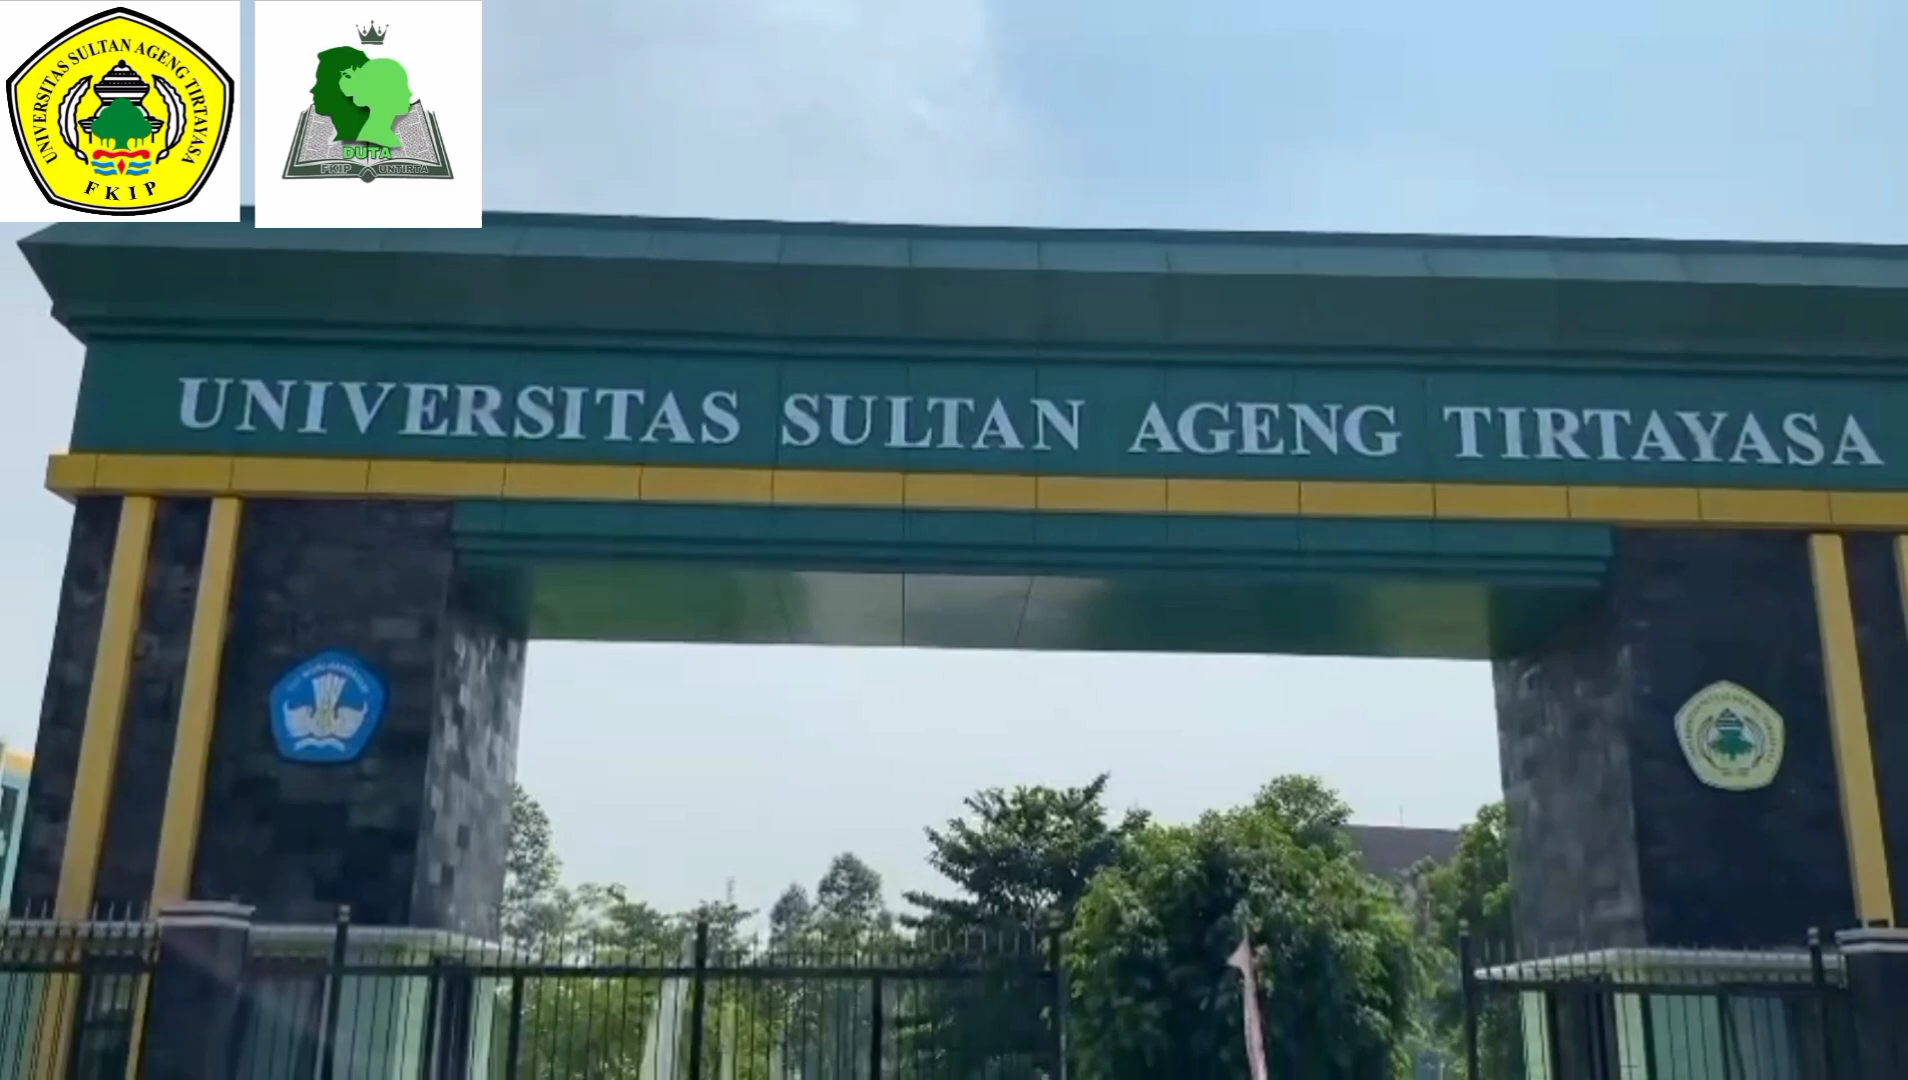 UNIVERSITAS SULTAN AGENG TIRTAYASA
FKIP
DUTA
FKIP UNTIRTA
UNIVERSITAS SULTAN AGENG TIRTAYASA